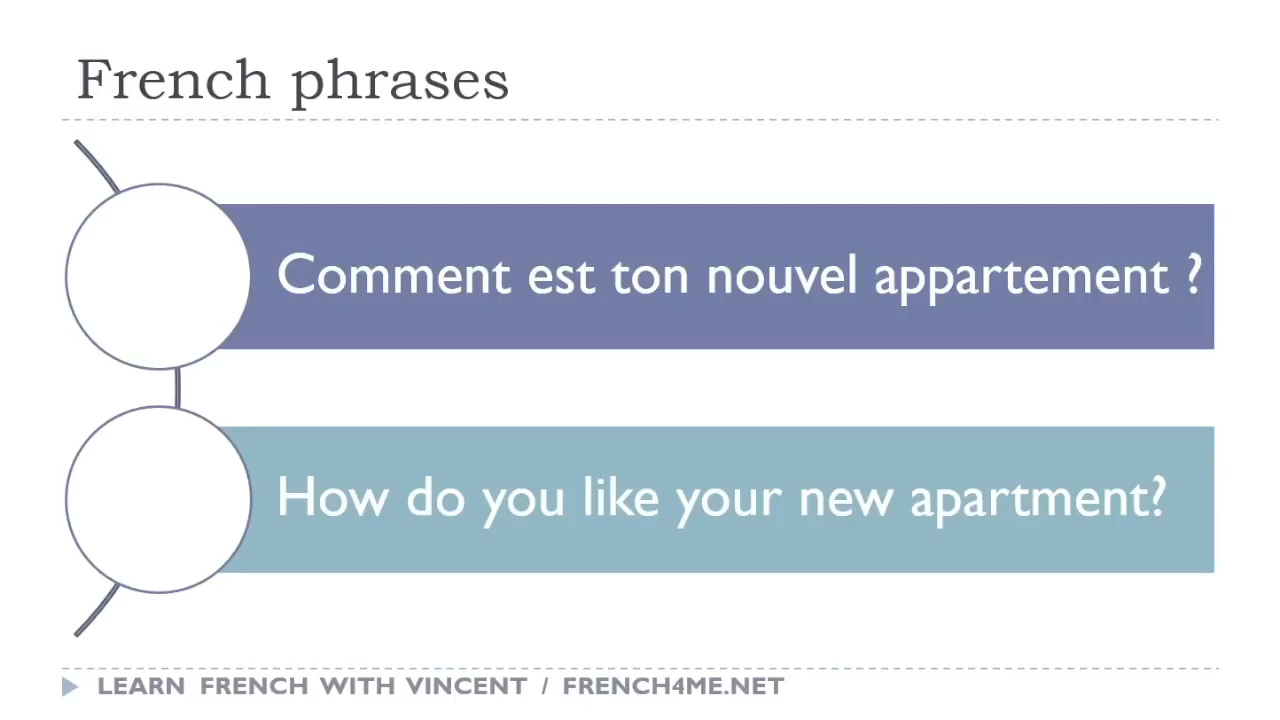 French phrases
Comment est ton nouvel appartement ?
How do you like your new apartment?
LEARN FRENCH WITH VINCENT / FRENCH4ME.NET